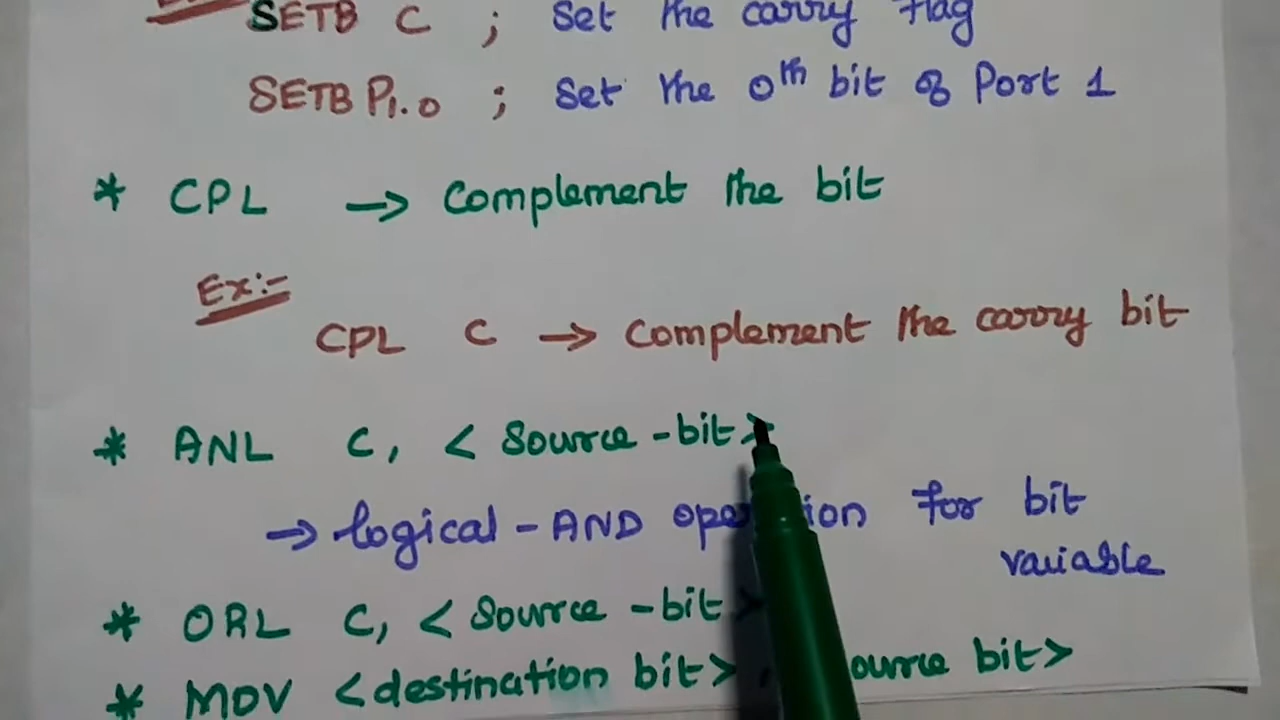 SETB C ; Set the carry flag
SETB P1.0 ; Set the 0th bit of Port 1
* CPL → Complement the bit
Ex:-
CPL C → Complement the carry bit
* ANL C, < Source -bit>
→ logical - AND operation for bit
variable
* ORL C, < Source -bit>
* MOV <destination bit>, source bit>